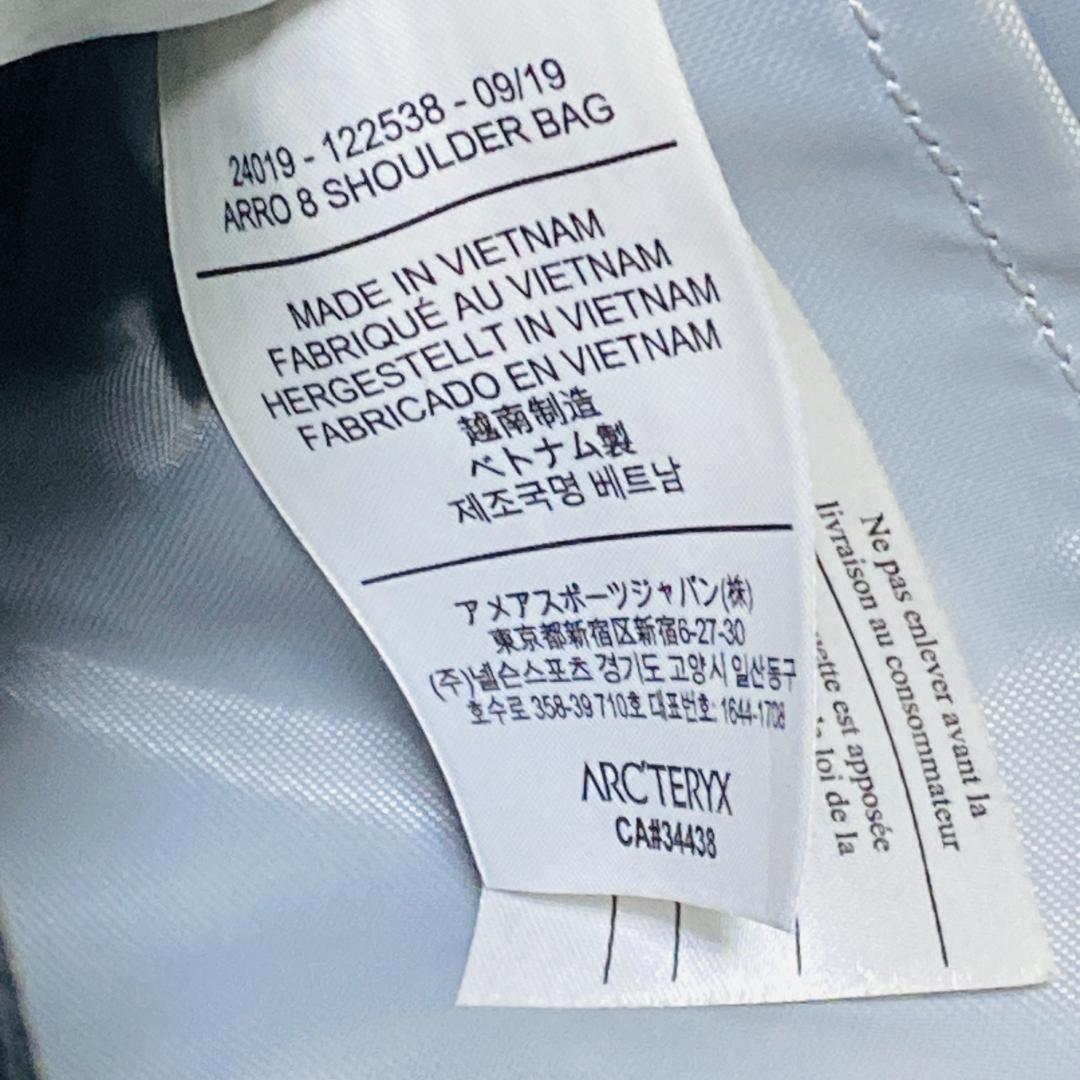 24019 - 122538 - 09/19
ARRO 8 SHOULDER BAG
MADE IN VIETNAM
FABRIQUÉ AU VIETNAM
HERGESTELLT IN VIETNAM
FABRICADO EN VIETNAM
越南制造
ベトナム製
제조국명 베트남
アメアスポーツジャパン(株)
東京都新宿区新宿6-27-30
(주)넬슨스포츠 경기도 고양시 일산동구
호수로 358-39 710호 대표번호: 1644-1708
ARC'TERYX
CA#34438
Ne pas enlever avant la
livraison au consommateur
est apposée
loi de la